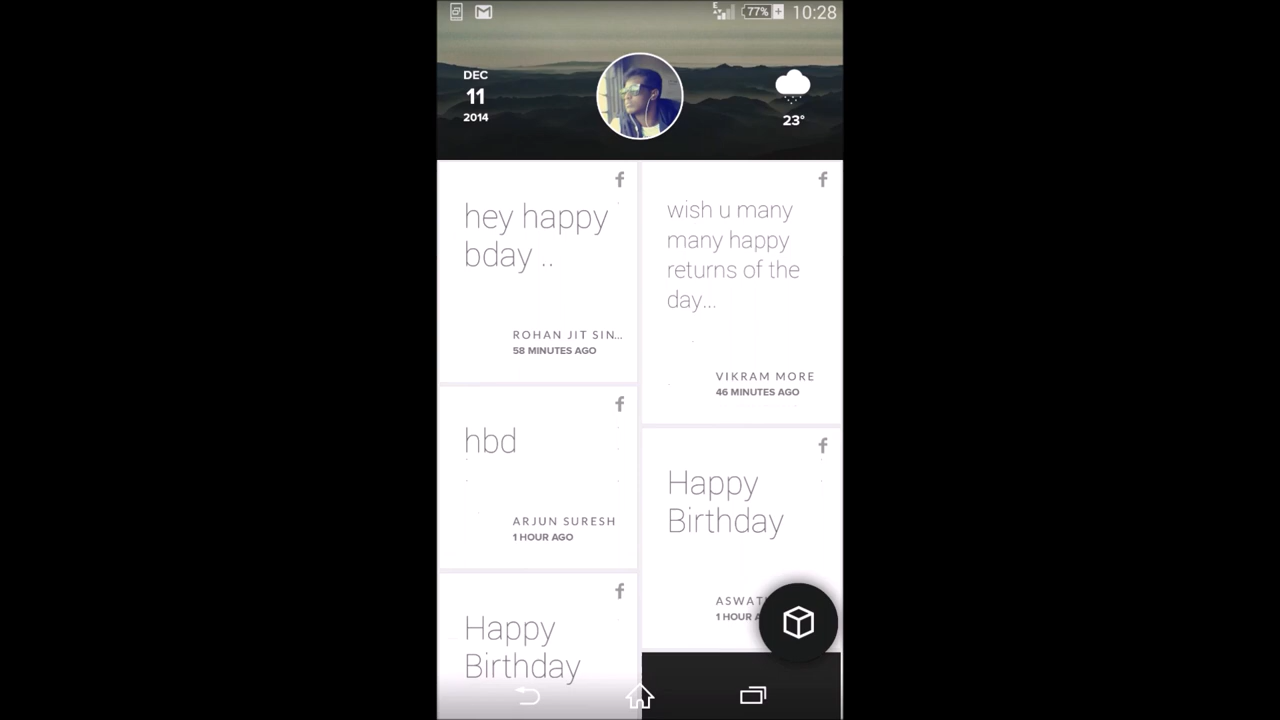 E
77%
10:28
DEC
11
2014
23°
f
hey happy
bday ..
ROHAN JIT SIN...
58 MINUTES AGO
f
wish u many
many happy
returns of the
day...
VIKRAM MORE
46 MINUTES AGO
f
hbd
ARJUN SURESH
1 HOUR AGO
f
Happy
Birthday
1 HOUR
f
Happy
Birthday